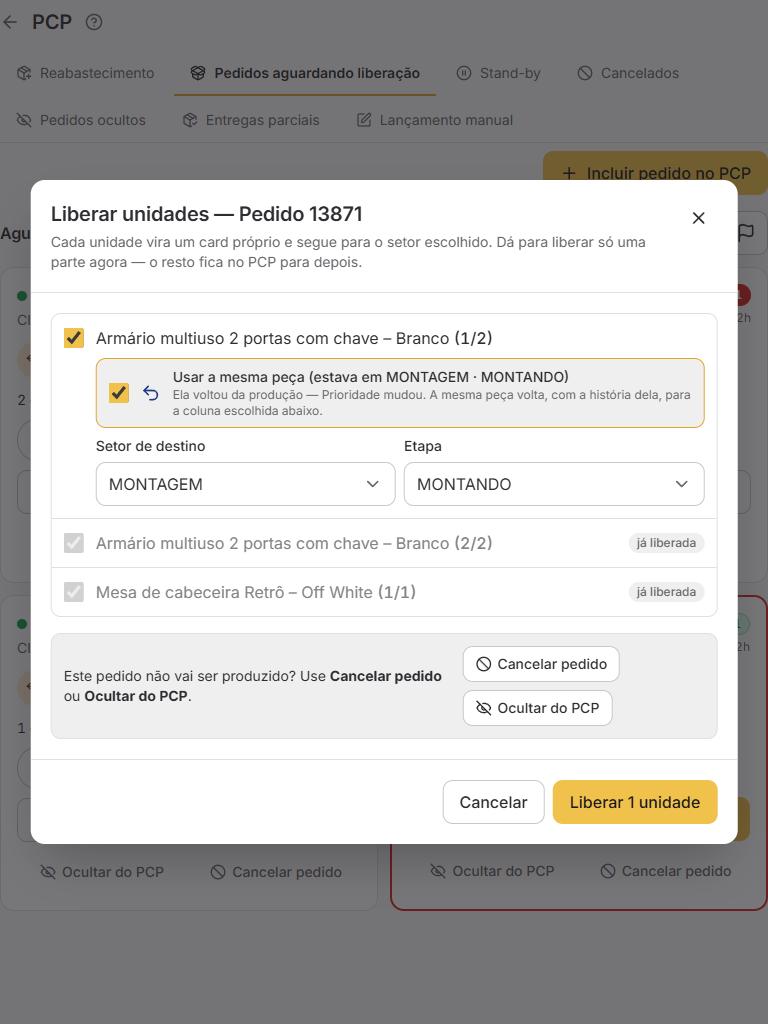 PCP
Reabastecimento
Pedidos aguardando liberação
Stand-by
Cancelados
Pedidos ocultos
Entregas parciais
Lançamento manual
Incluir pedido no PCP
Agu
Liberar unidades — Pedido 13871
Cada unidade vira um card próprio e segue para o setor escolhido. Dá para liberar só uma
parte agora — o resto fica no PCP para depois.
Armário multiuso 2 portas com chave – Branco (1/2)
Usar a mesma peça (estava em MONTAGEM · MONTANDO)
Ela voltou da produção — Prioridade mudou. A mesma peça volta, com a história dela, para
a coluna escolhida abaixo.
Setor de destino
Etapa
MONTAGEM
MONTANDO
Armário multiuso 2 portas com chave – Branco (2/2)
já liberada
Mesa de cabeceira Retrô – Off White (1/1)
já liberada
Este pedido não vai ser produzido? Use Cancelar pedido
ou Ocultar do PCP.
Cancelar pedido
Ocultar do PCP
Cancelar
Liberar 1 unidade
Ocultar do PCP
Cancelar pedido
Ocultar do PCP
Cancelar pedido